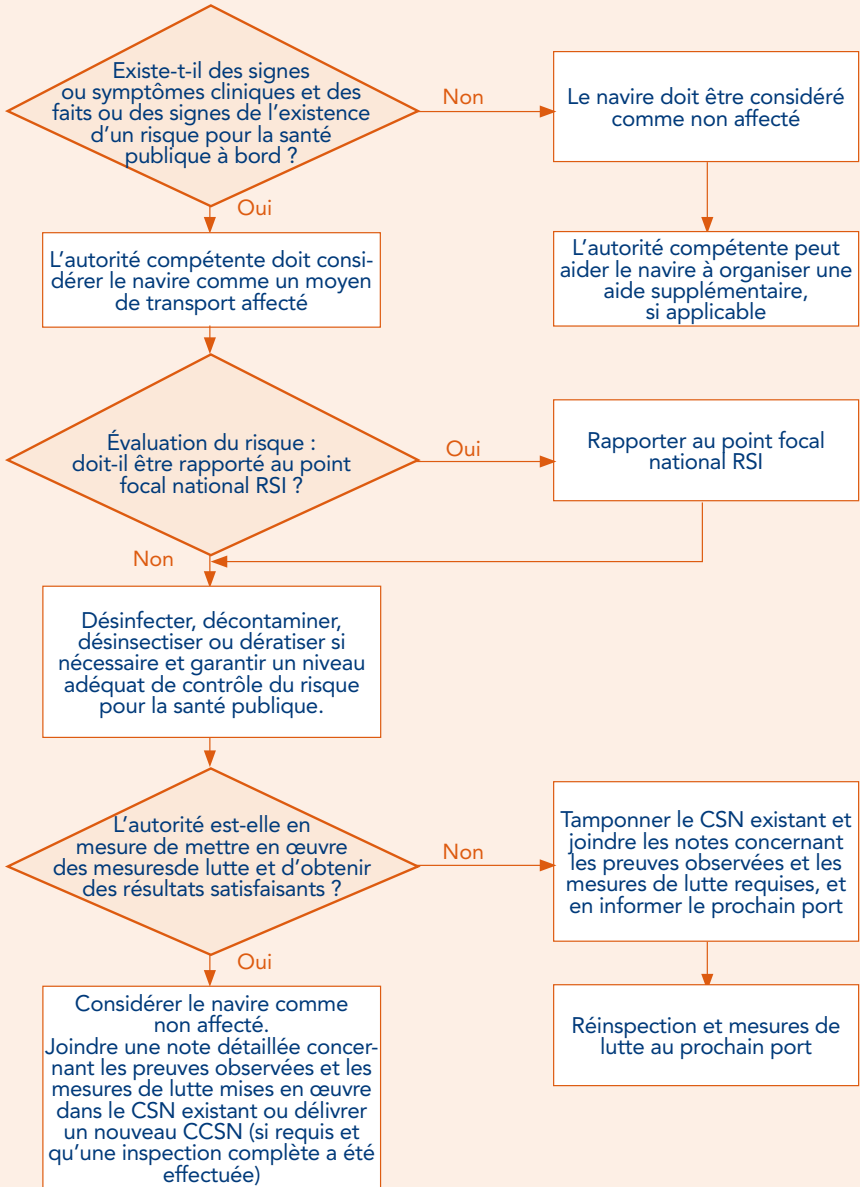 Existe-t-il des signes
ou symptômes cliniques et des
faits ou des signes de l'existence
d'un risque pour la santé
publique à bord ?
Non
Le navire doit être considéré
comme non affecté
Oui
L'autorité compétente doit consi-
dérer le navire comme un moyen
de transport affecté
L'autorité compétente peut
aider le navire à organiser une
aide supplémentaire,
si applicable
Évaluation du risque :
doit-il être rapporté au point
focal national RSI ?
Oui
Rapporter au point focal
national RSI
Non
Désinfecter, décontaminer,
désinsectiser ou dératiser si
nécessaire et garantir un niveau
adéquat de contrôle du risque
pour la santé publique.
L'autorité est-elle en
mesure de mettre en œuvre
des mesuresde lutte et d'obtenir
des résultats satisfaisants ?
Non
Tamponner le CSN existant et
joindre les notes concernant
les preuves observées et les
mesures de lutte requises, et
en informer le prochain port
Oui
Considérer le navire comme
non affecté.
Joindre une note détaillée concer-
nant les preuves observées et les
mesures de lutte mises en œuvre
dans le CSN existant ou délivrer
un nouveau CCSN (si requis et
qu'une inspection complète a été
effectuée)
Réinspection et mesures de
lutte au prochain port